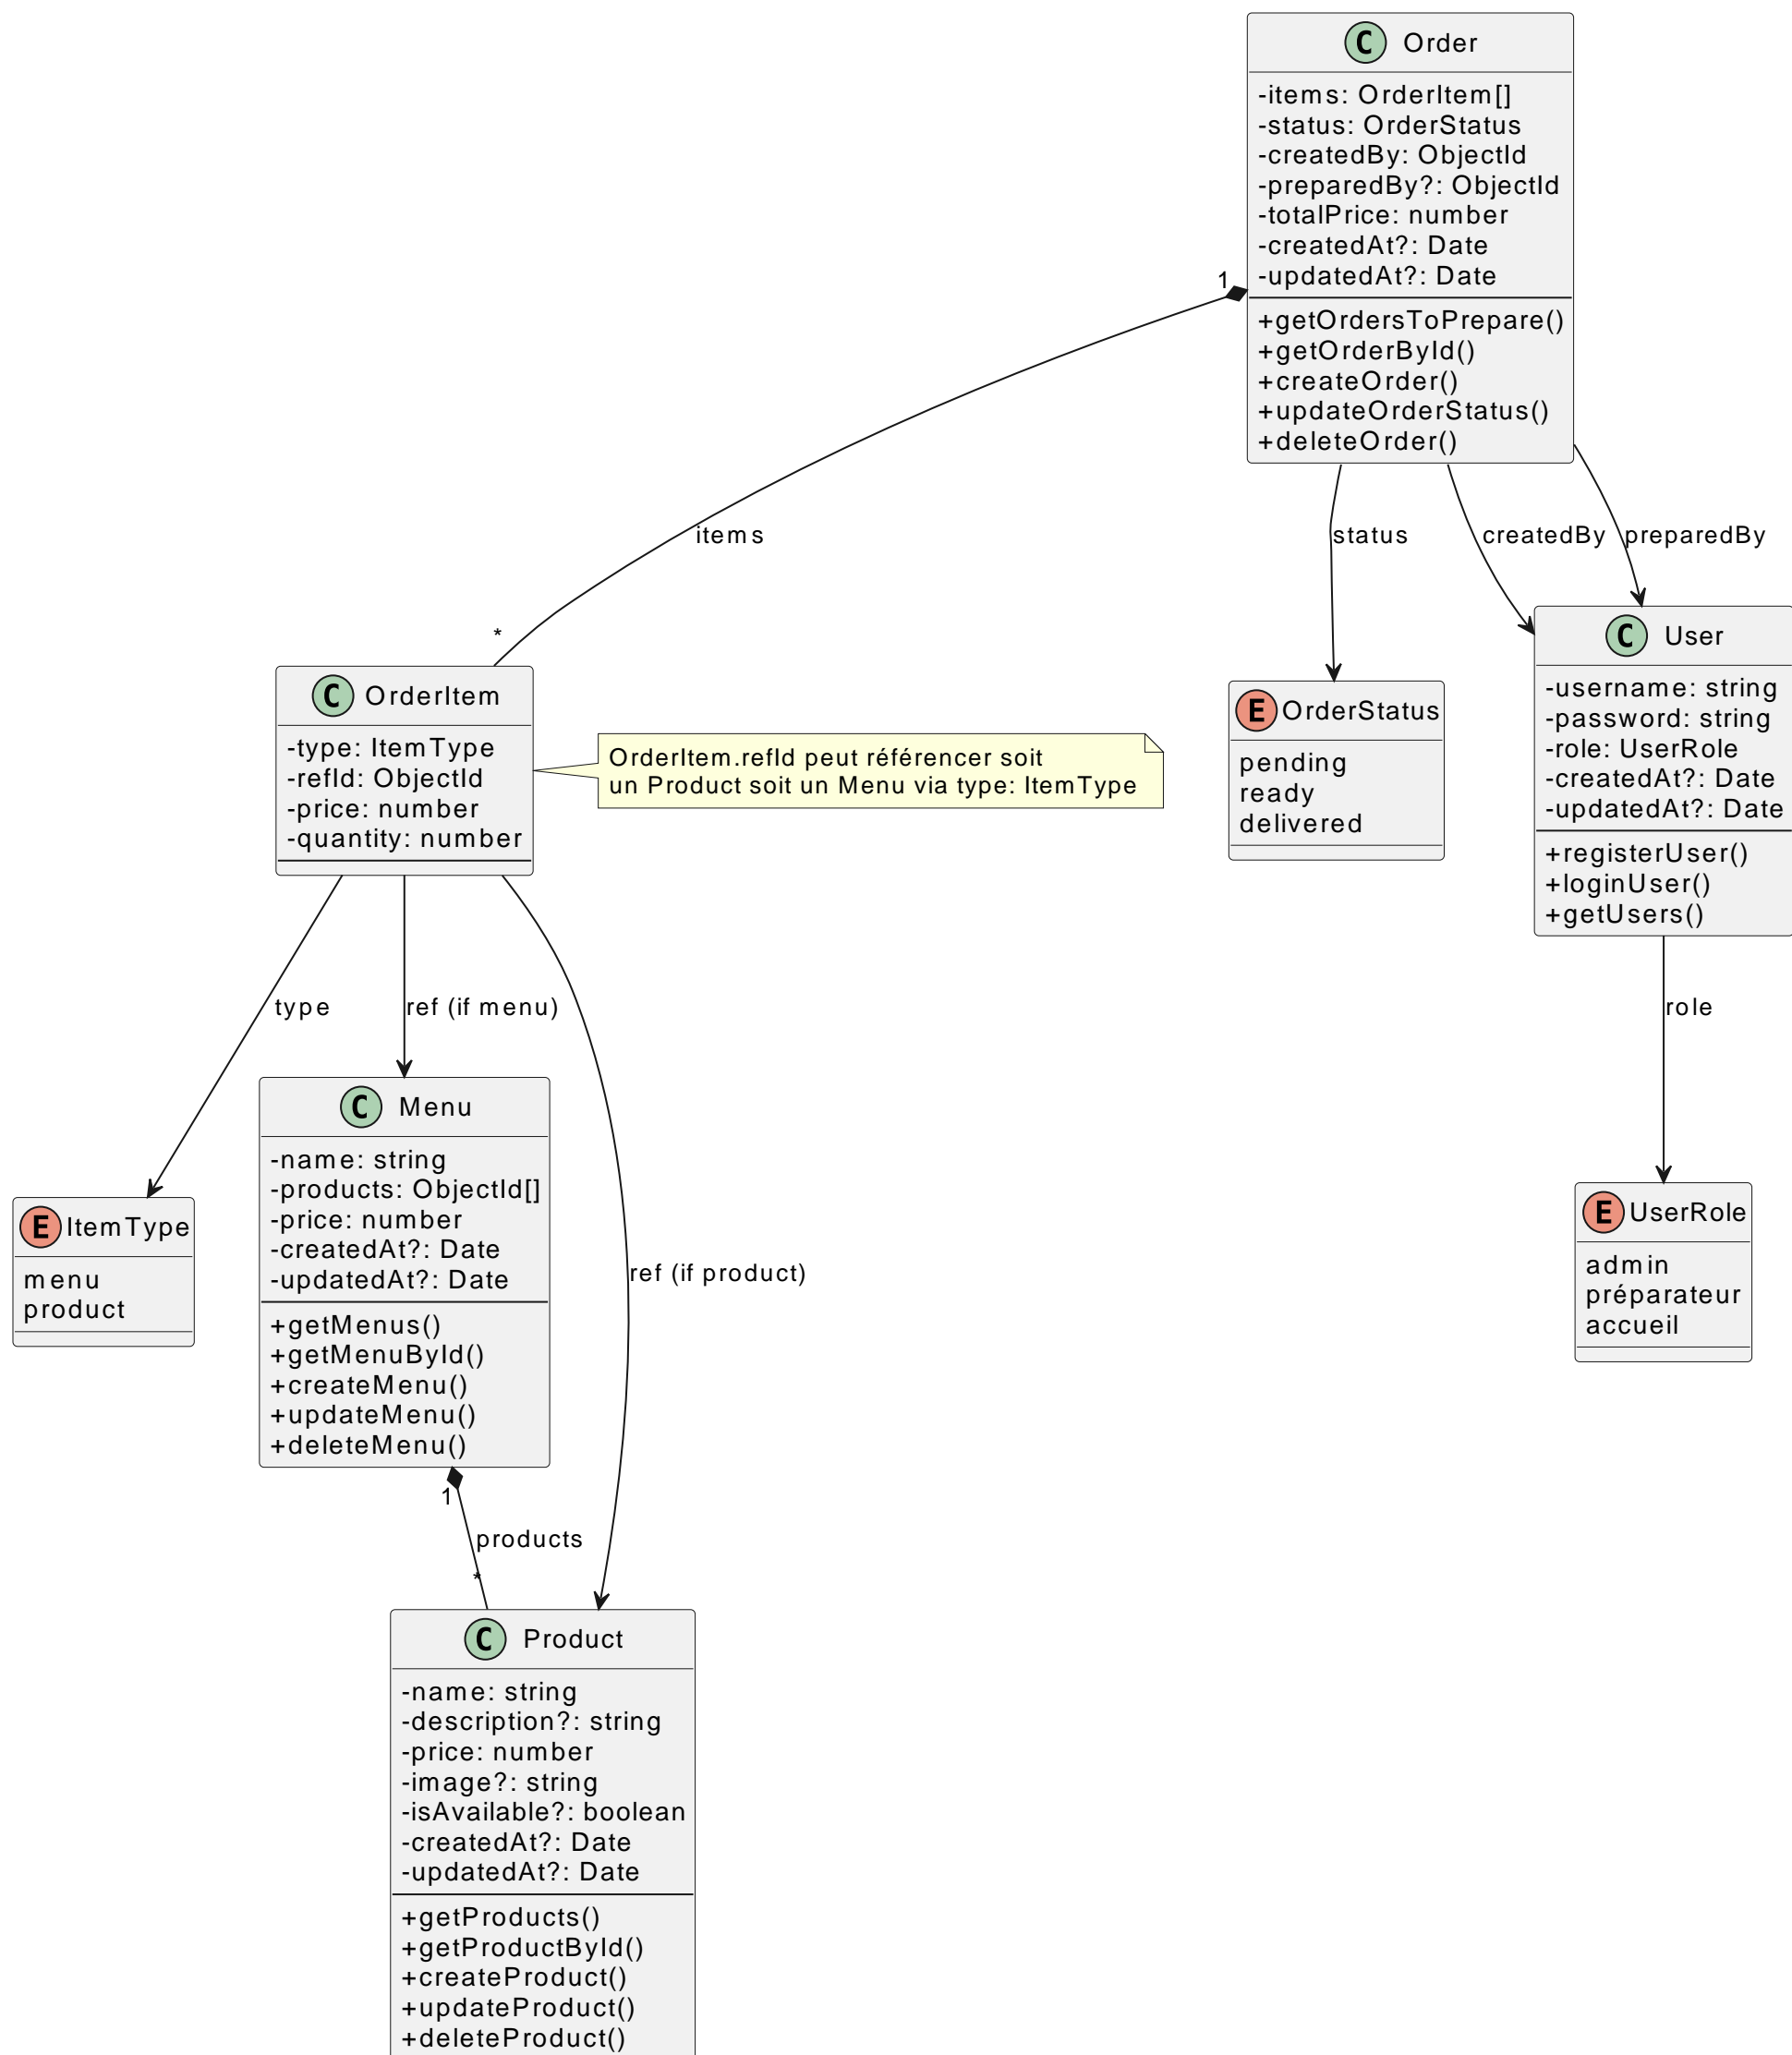 C Order
-items: OrderItem[]
-status: OrderStatus
-createdBy: ObjectId
-preparedBy?: ObjectId
-totalPrice: number
-createdAt?: Date
-updatedAt?: Date
+getOrdersToPrepare()
+getOrderById()
+createOrder()
+updateOrderStatus()
+deleteOrder()
1
items
*
status
createdBy
preparedBy
C OrderItem
-type: ItemType
-refId: ObjectId
-price: number
-quantity: number
OrderItem.refId peut référencer soit
un Product soit un Menu via type: ItemType
E OrderStatus
pending
ready
delivered
C User
-username: string
-password: string
-role: UserRole
-createdAt?: Date
-updatedAt?: Date
+registerUser()
+loginUser()
+getUsers()
type
ref (if menu)
ref (if product)
role
E ItemType
menu
product
C Menu
-name: string
-products: ObjectId[]
-price: number
-createdAt?: Date
-updatedAt?: Date
+getMenus()
+getMenuById()
+createMenu()
+updateMenu()
+deleteMenu()
E UserRole
admin
préparateur
accueil
1
products
*
C Product
-name: string
-description?: string
-price: number
-image?: string
-isAvailable?: boolean
-createdAt?: Date
-updatedAt?: Date
+getProducts()
+getProductById()
+createProduct()
+updateProduct()
+deleteProduct()